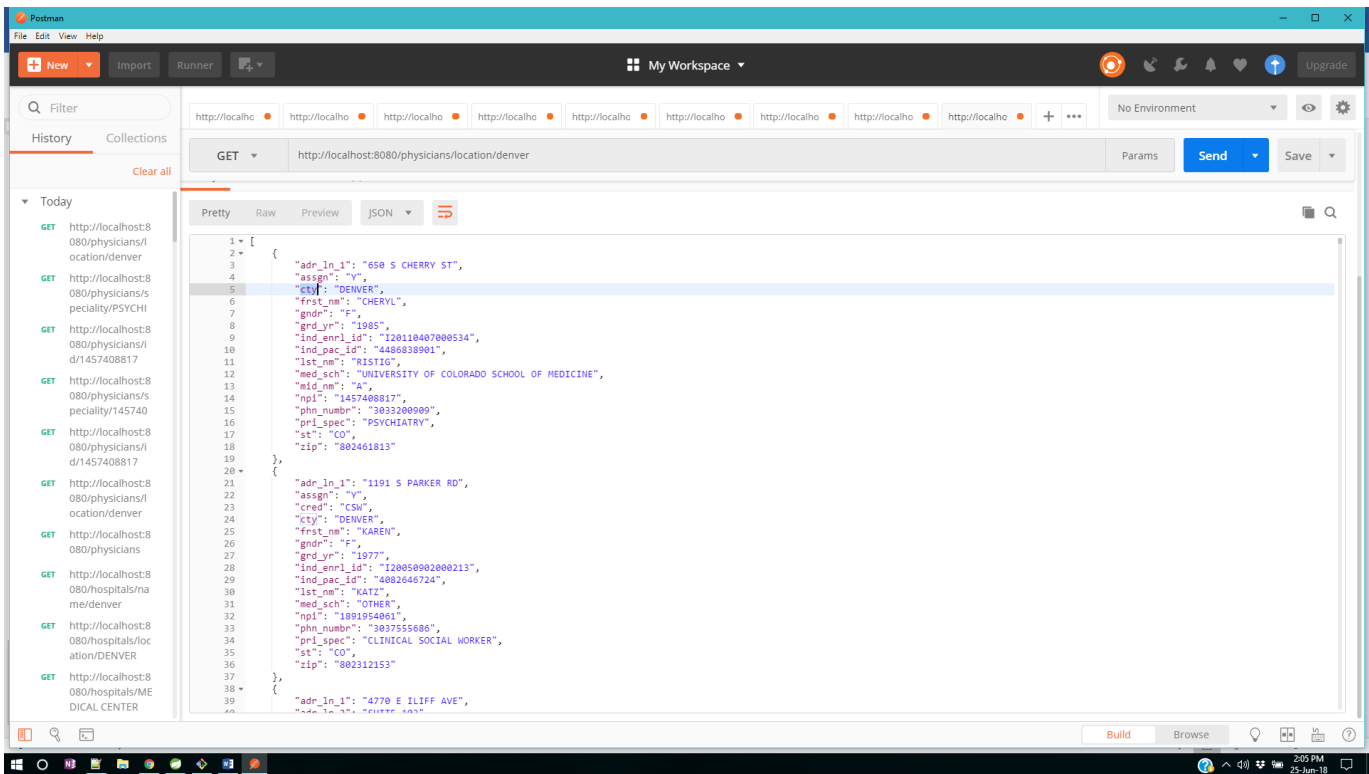 Postman
File Edit View Help
New
Import
Runner
My Workspace
Upgrade
Filter
History
Collections
Clear all
Today
GET http://localhost:8
080/physicians/l
ocation/denver
GET http://localhost:8
080/physicians/s
peciality/PSYCHI
GET http://localhost:8
080/physicians/i
d/1457408817
GET http://localhost:8
080/physicians/s
peciality/145740
GET http://localhost:8
080/physicians/i
d/1457408817
GET http://localhost:8
080/physicians/l
ocation/denver
GET http://localhost:8
080/physicians
GET http://localhost:8
080/hospitals/na
me/denver
GET http://localhost:8
080/hospitals/loc
ation/DENVER
GET http://localhost:8
080/hospitals/ME
DICAL CENTER
http://localho http://localho http://localho http://localho http://localho http://localho http://localho http://localho http://localho
No Environment
GET http://localhost:8080/physicians/location/denver
Params
Send
Save
Pretty Raw Preview JSON
1 [
2 {
3 "adr_ln_1": "650 S CHERRY ST",
4 "assgn": "Y",
5 "cty": "DENVER",
6 "frst_nm": "CHERYL",
7 "gndr": "F",
8 "grd_yr": "1985",
9 "ind_enrl_id": "I20110407000534",
10 "ind_pac_id": "4486838901",
11 "lst_nm": "RISTIG",
12 "med_sch": "UNIVERSITY OF COLORADO SCHOOL OF MEDICINE",
13 "mid_nm": "A",
14 "npi": "1457408817",
15 "phn_numbr": "3033200909",
16 "pri_spec": "PSYCHIATRY",
17 "st": "CO",
18 "zip": "802461813"
19 },
20 {
21 "adr_ln_1": "1191 S PARKER RD",
22 "assgn": "Y",
23 "cred": "CSW",
24 "cty": "DENVER",
25 "frst_nm": "KAREN",
26 "gndr": "F",
27 "grd_yr": "1977",
28 "ind_enrl_id": "I20050902000213",
29 "ind_pac_id": "4082646724",
30 "lst_nm": "KATZ",
31 "med_sch": "OTHER",
32 "npi": "1891954061",
33 "phn_numbr": "3037555686",
34 "pri_spec": "CLINICAL SOCIAL WORKER",
35 "st": "CO",
36 "zip": "802312153"
37 },
38 {
39 "adr_ln_1": "4770 E ILIFF AVE",
Build
Browse
2:05 PM
25-Jun-18